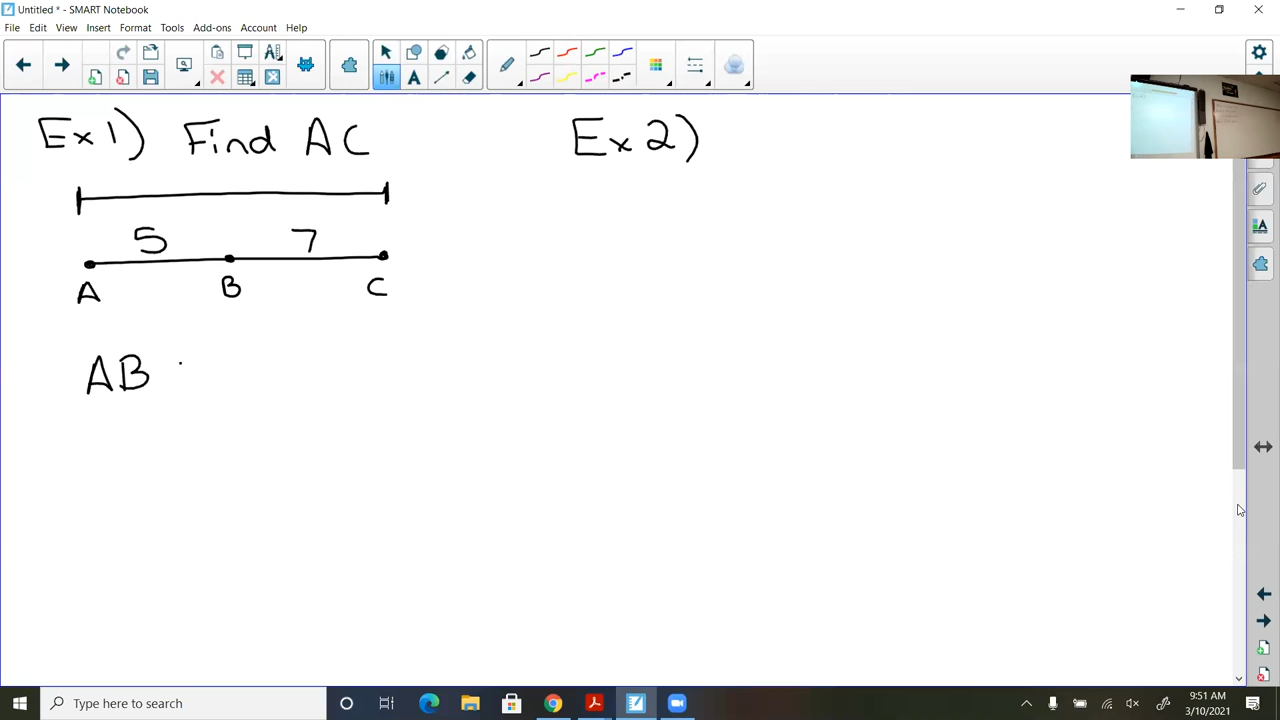 Untitled * - SMART Notebook
File Edit View Insert Format Tools Add-ons Account Help
Ex 1) Find AC
Ex 2)
5 7
A B C
AB
Type here to search
9:51 AM
3/10/2021